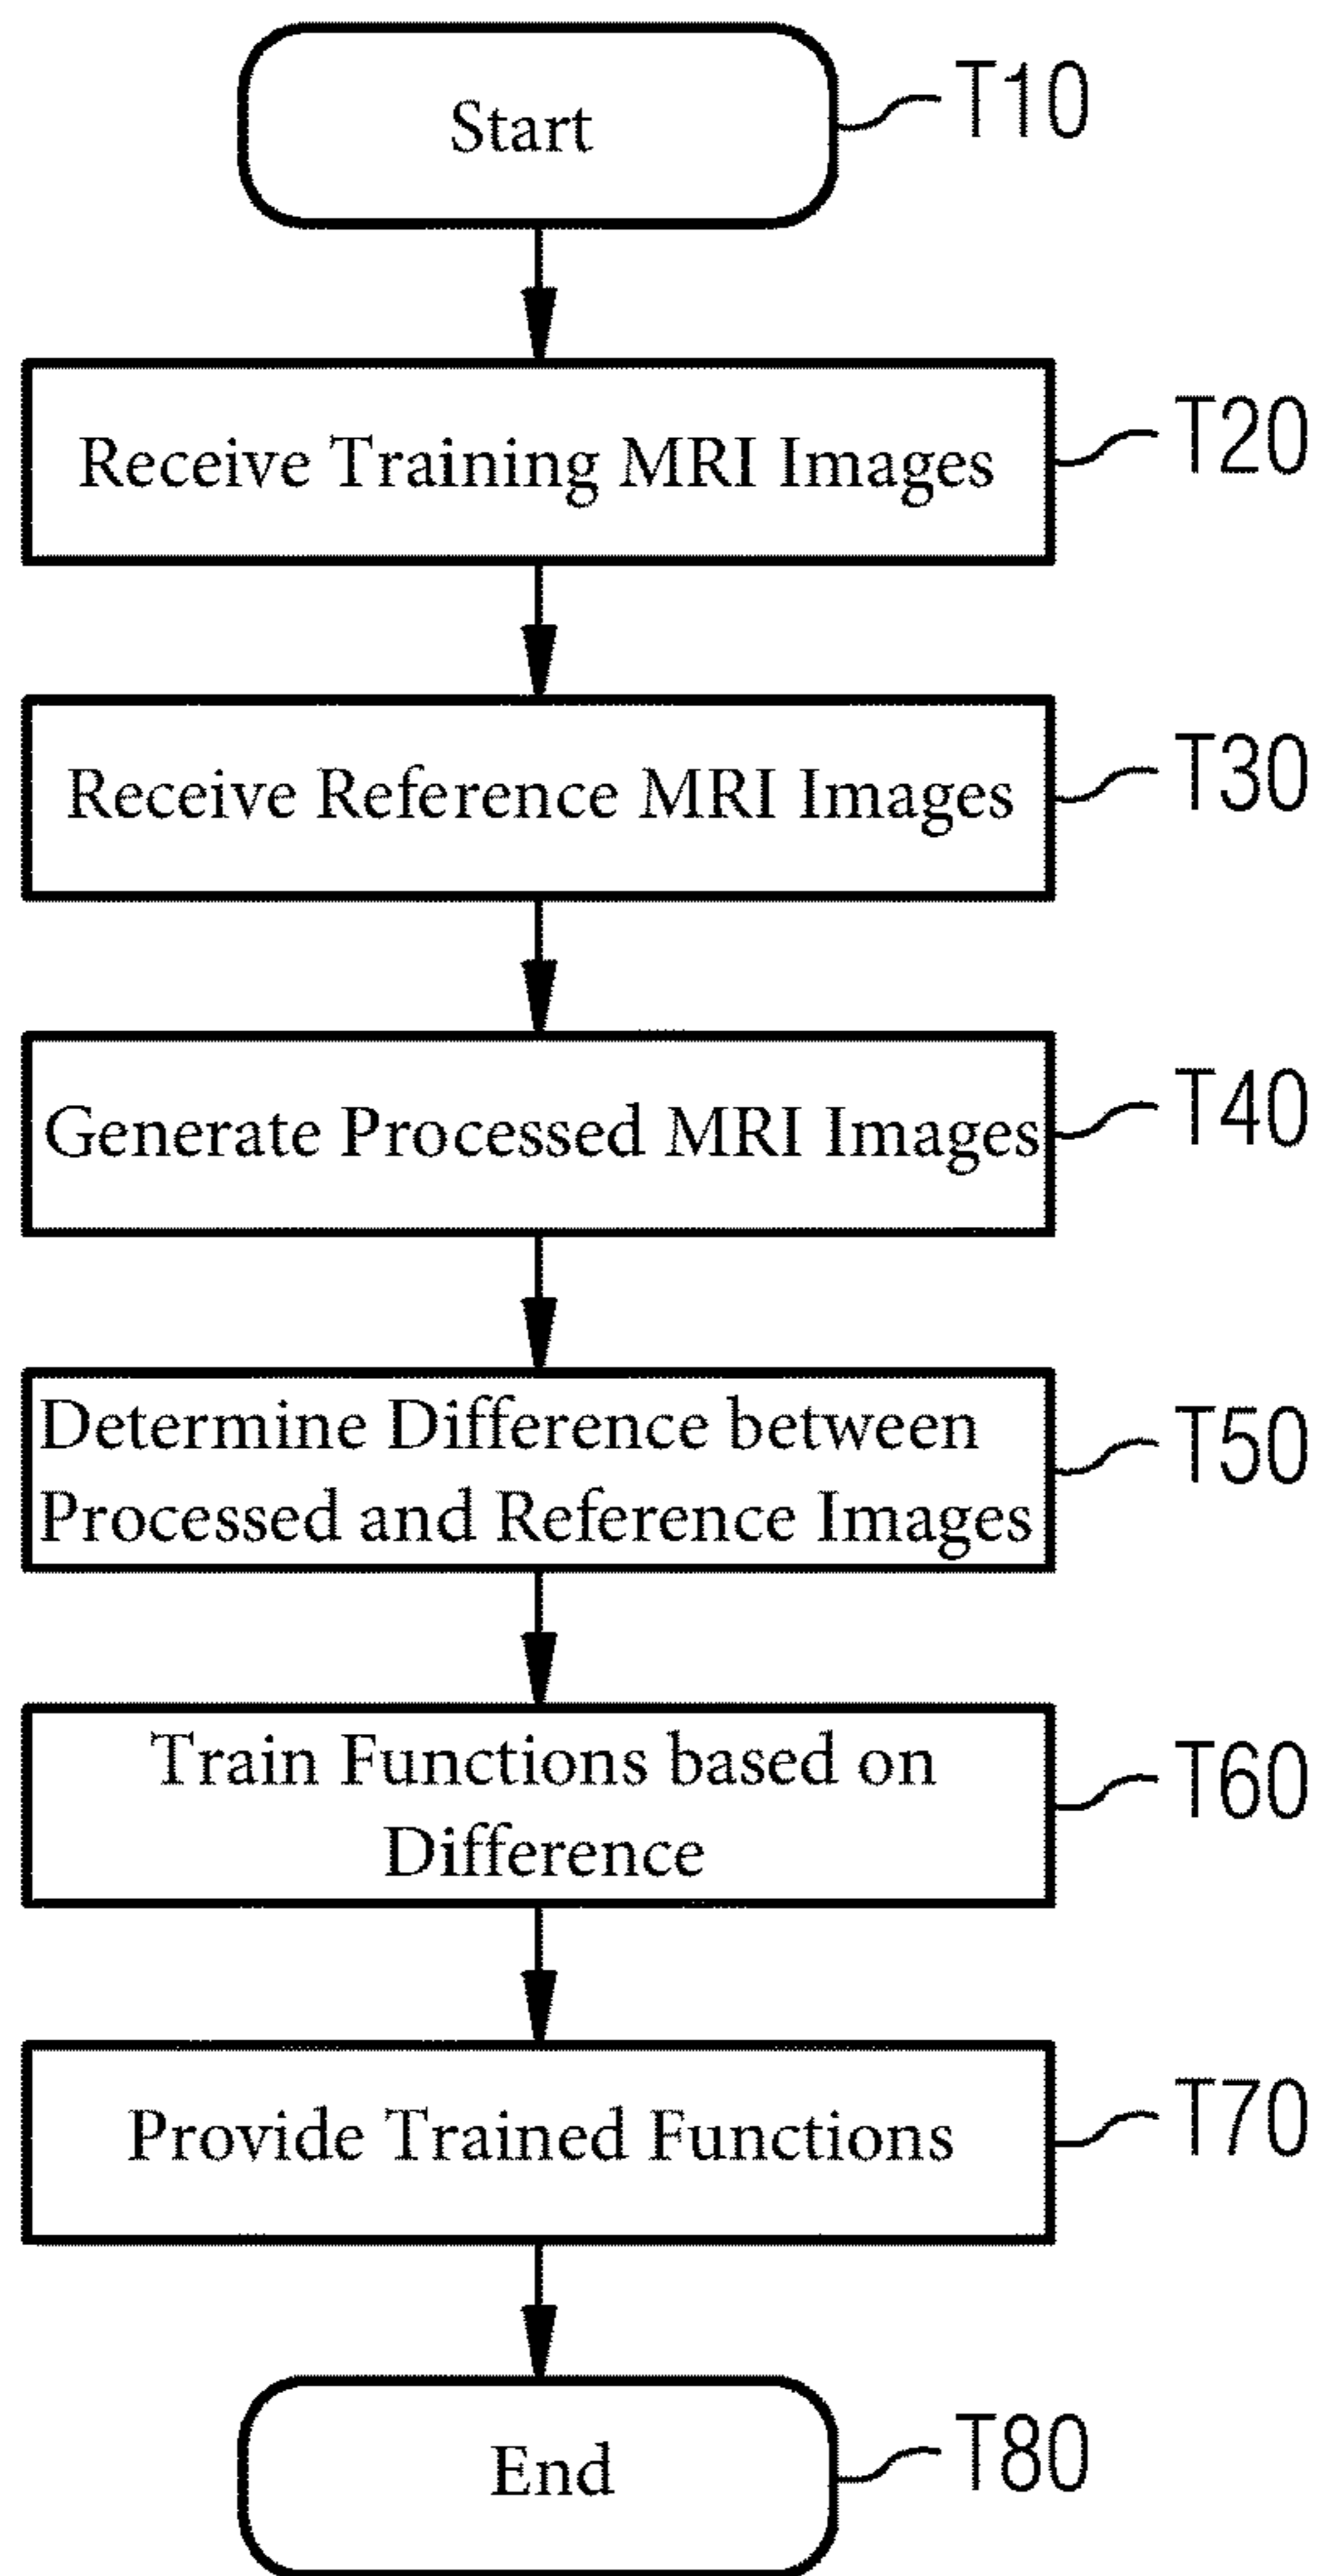 Start
T10
Receive Training MRI Images
T20
Receive Reference MRI Images
T30
Generate Processed MRI Images
T40
Determine Difference between
Processed and Reference Images
T50
Train Functions based on
Difference
T60
Provide Trained Functions
T70
End
T80